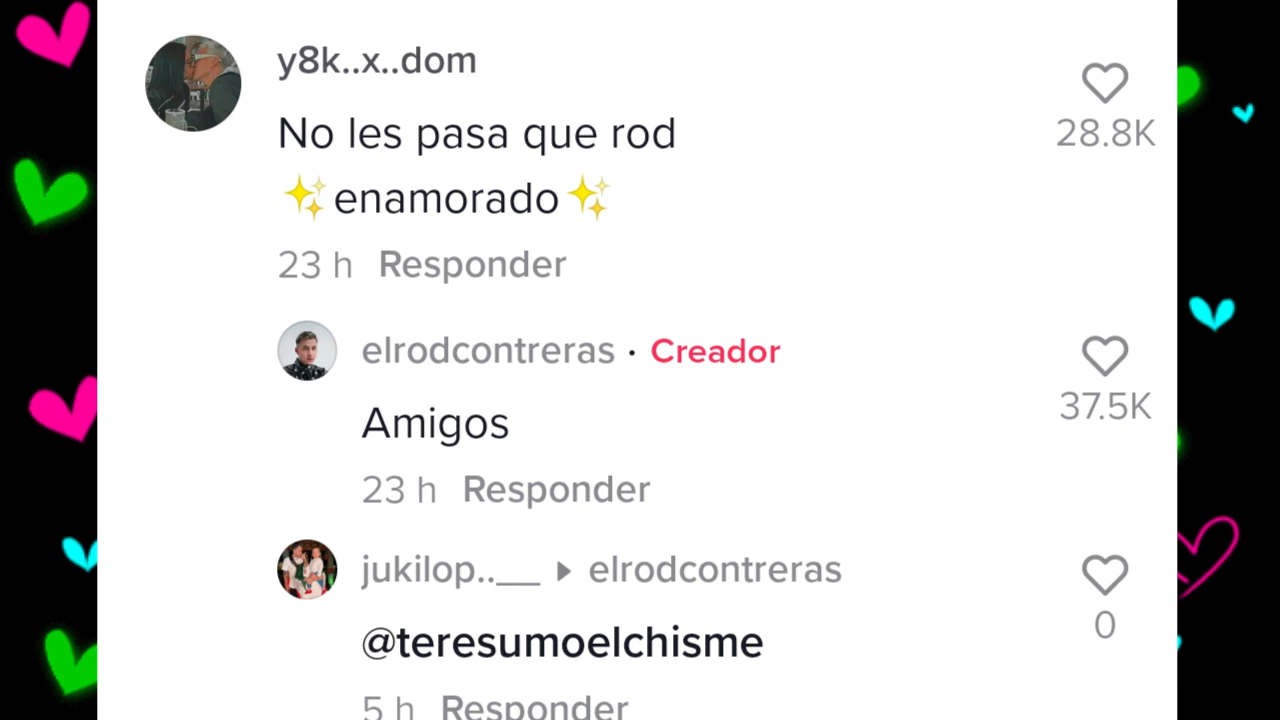 y8k..x..dom
No les pasa que rod
✨enamorado✨
28.8K
23 h Responder
elrodcontreras · Creador
Amigos
37.5K
23 h Responder
jukilop..__ ▸ elrodcontreras
@teresumoelchisme
0
5 h Responder